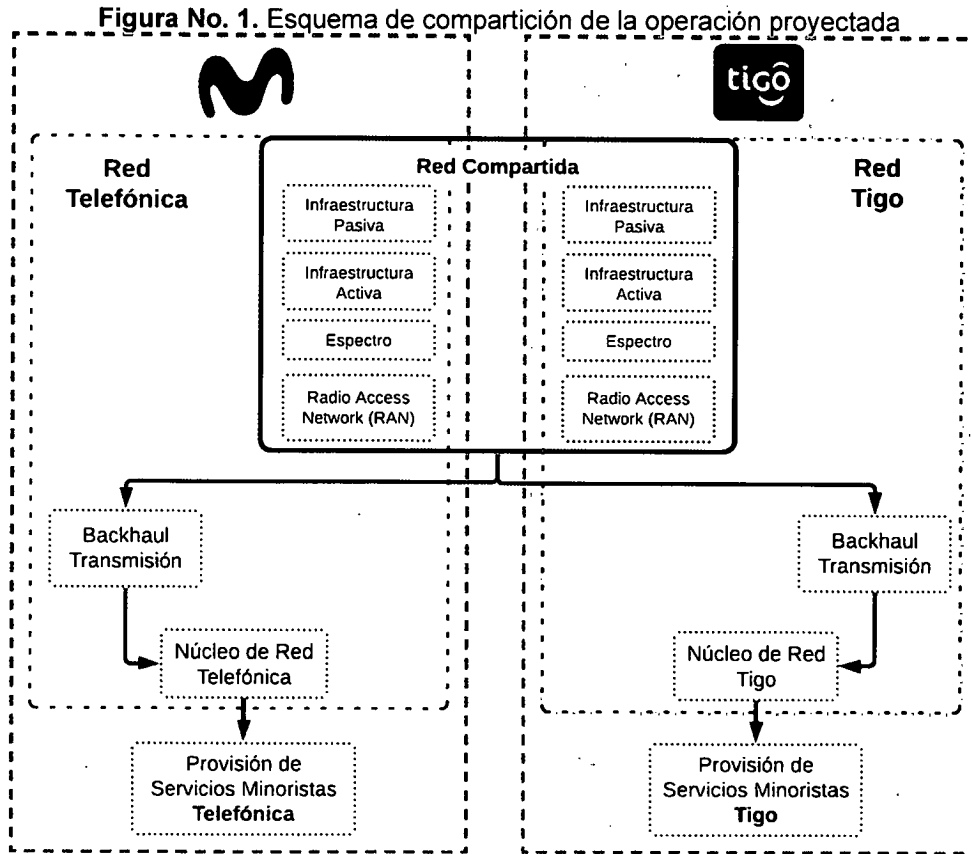 Figura No. 1. Esquema de compartición de la operación proyectada
tigô
Red
Telefónica
Red Compartida
Red
Tigo
Infraestructura
Pasiva
Infraestructura
Pasiva
Infraestructura
Activa
Infraestructura
Activa
Espectro
Espectro
Radio Access
Network (RAN)
Radio Access
Network (RAN)
Backhaul
Transmisión
Backhaul
Transmisión
Núcleo de Red
Telefónica
Núcleo de Red
Tigo
Provisión de
Servicios Minoristas
Telefónica
Provisión de
Servicios Minoristas
Tigo